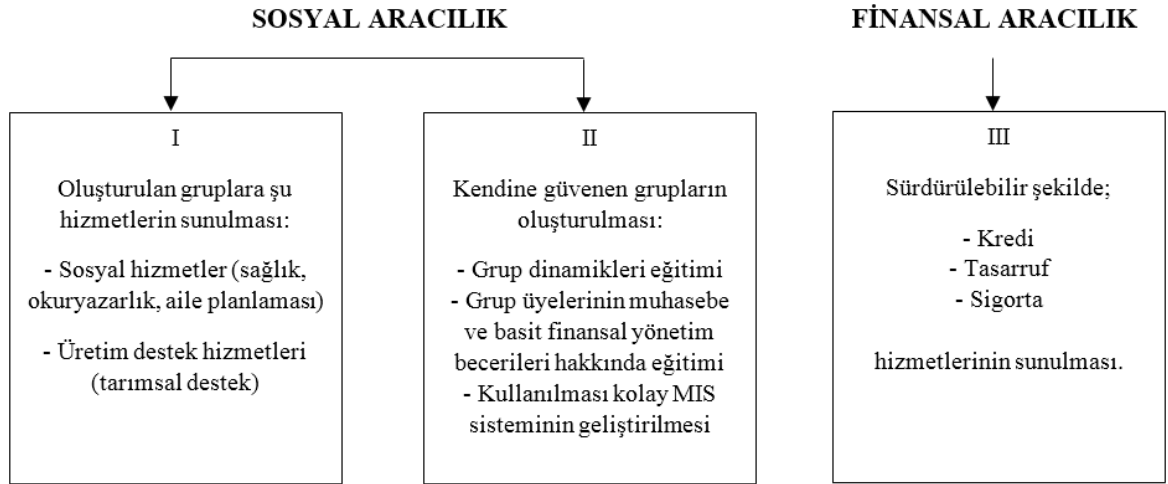 SOSYAL ARACILIK
FİNANSAL ARACILIK
I
Oluşturulan gruplara şu
hizmetlerin sunulması:
- Sosyal hizmetler (sağlık,
okuryazarlık, aile planlaması)
- Üretim destek hizmetleri
(tarımsal destek)
II
Kendine güvenen grupların
oluşturulması:
- Grup dinamikleri eğitimi
- Grup üyelerinin muhasebe
ve basit finansal yönetim
becerileri hakkında eğitimi
- Kullanılması kolay MIS
sisteminin geliştirilmesi
III
Sürdürülebilir şekilde;
- Kredi
- Tasarruf
- Sigorta
hizmetlerinin sunulması.